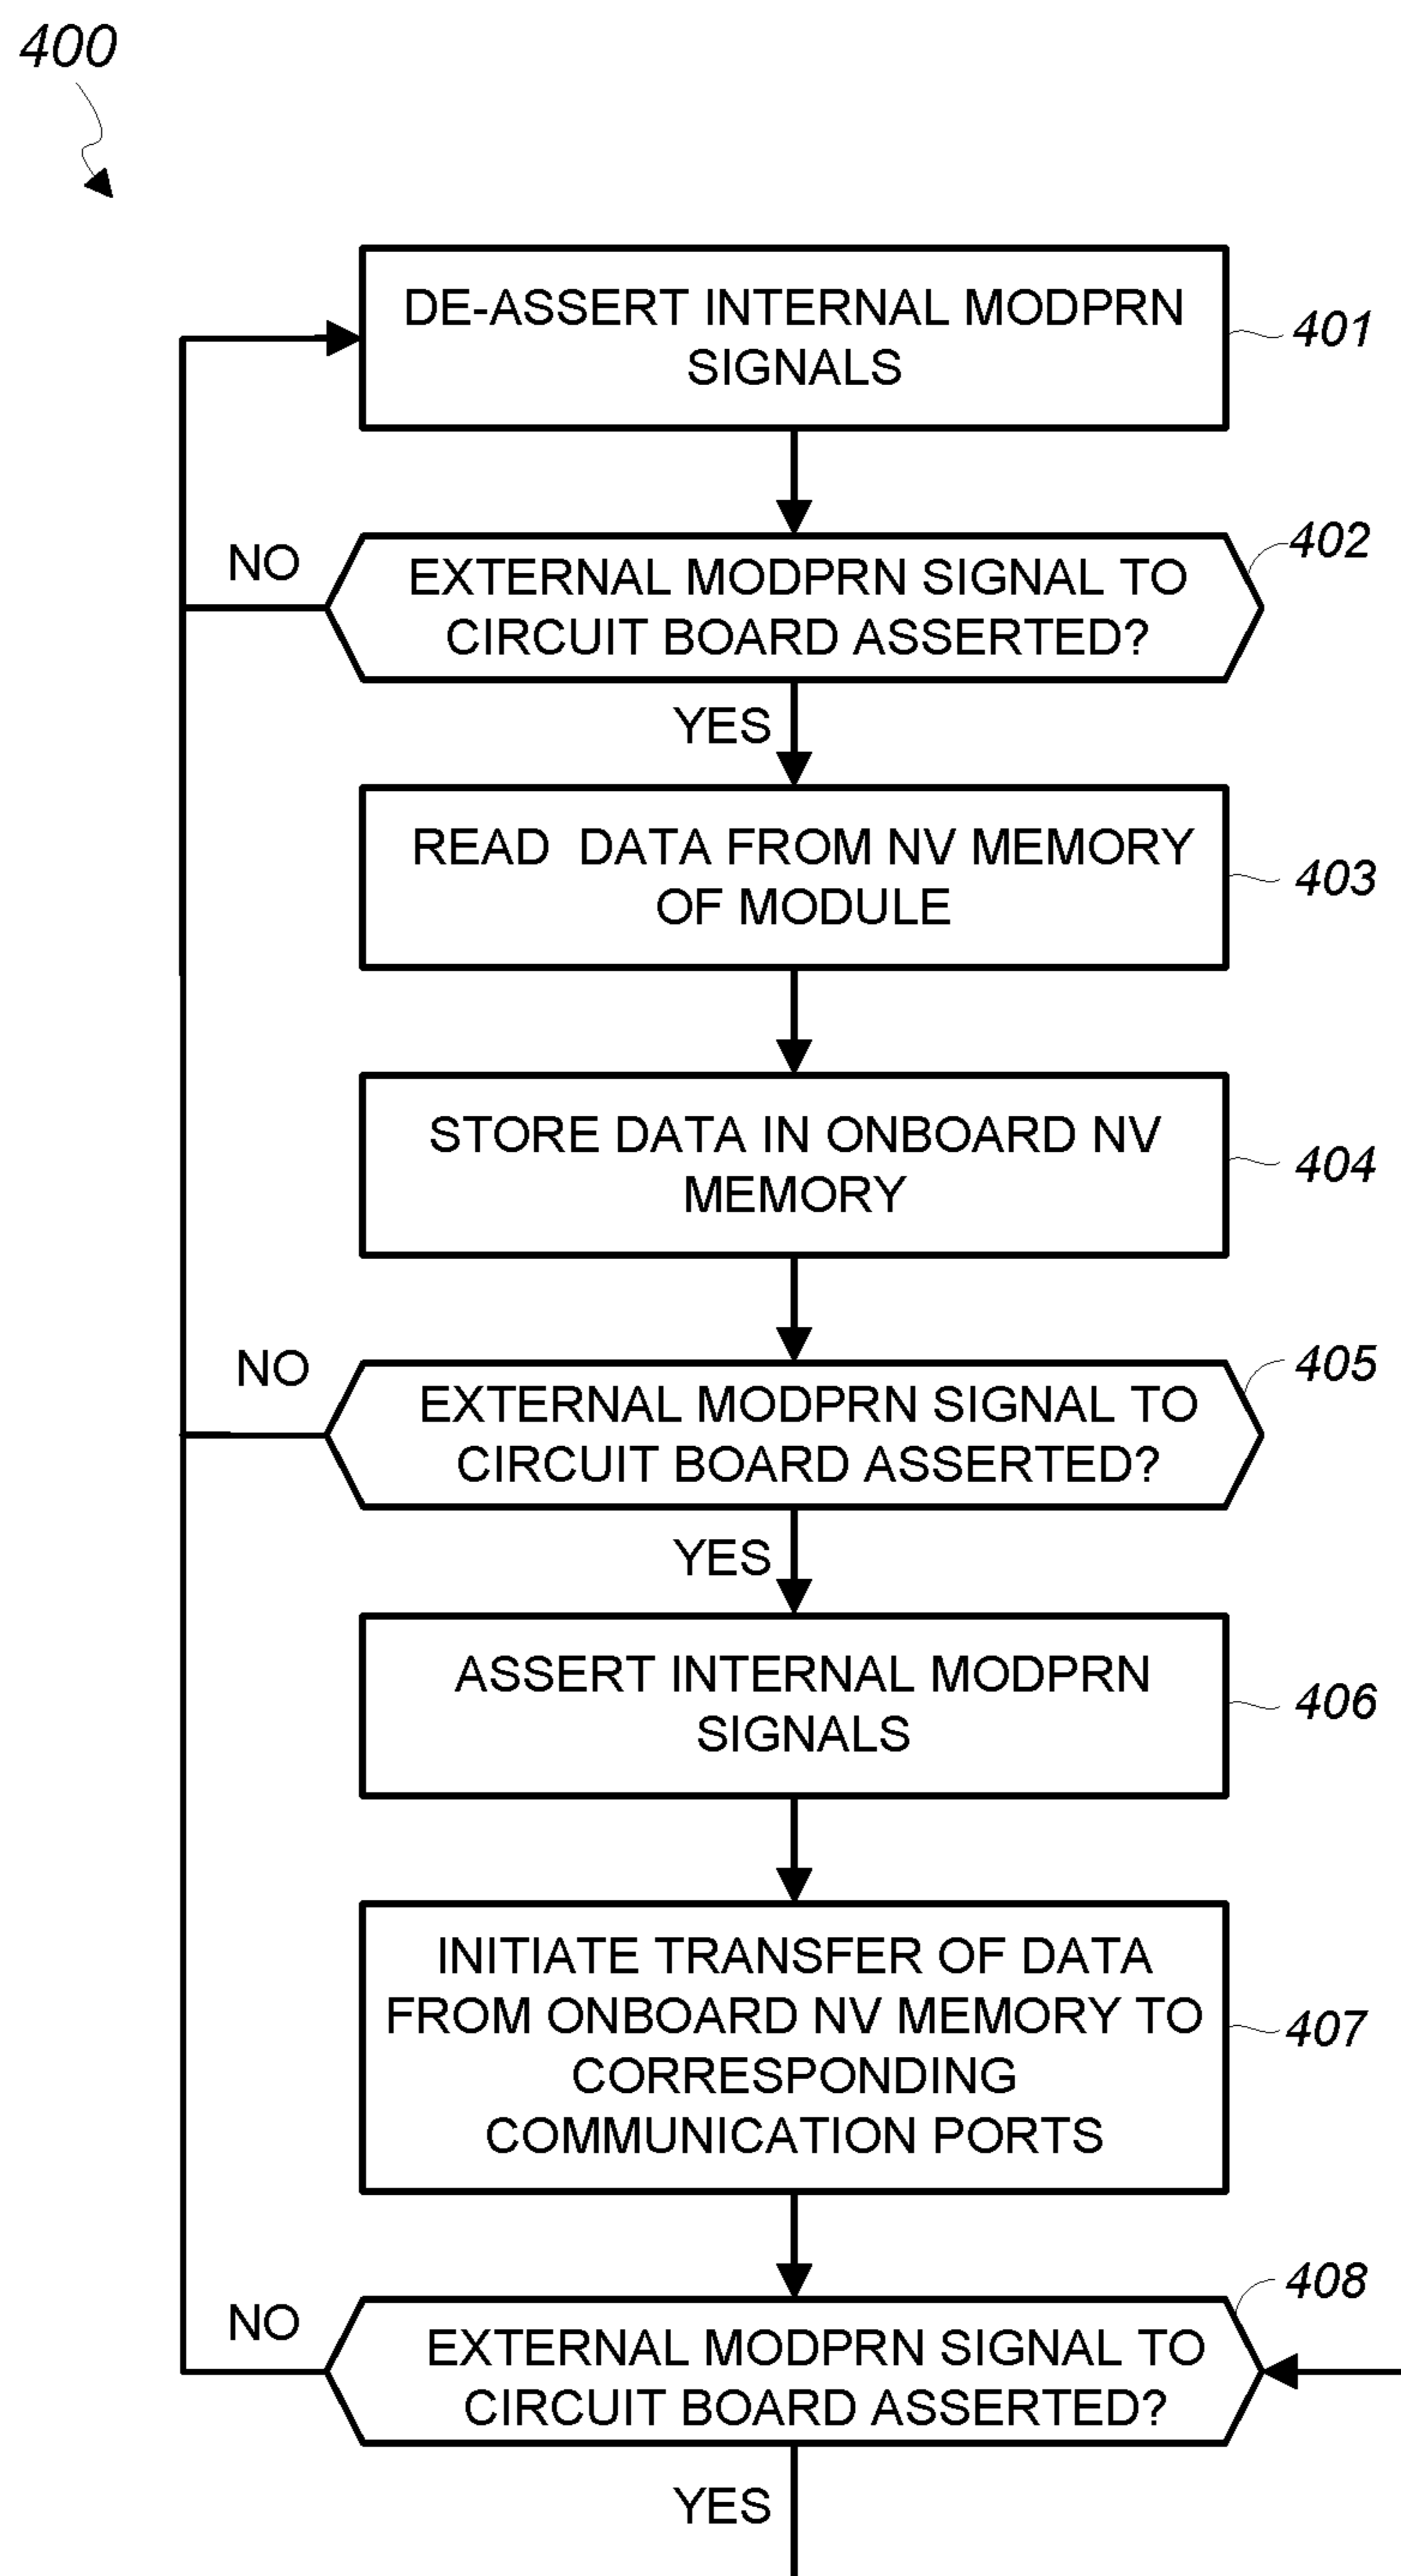 400
DE-ASSERT INTERNAL MODPRN
SIGNALS
401
NO
EXTERNAL MODPRN SIGNAL TO
CIRCUIT BOARD ASSERTED?
402
YES
READ DATA FROM NV MEMORY
OF MODULE
403
STORE DATA IN ONBOARD NV
MEMORY
404
NO
EXTERNAL MODPRN SIGNAL TO
CIRCUIT BOARD ASSERTED?
405
YES
ASSERT INTERNAL MODPRN
SIGNALS
406
INITIATE TRANSFER OF DATA
FROM ONBOARD NV MEMORY TO
CORRESPONDING
COMMUNICATION PORTS
407
NO
EXTERNAL MODPRN SIGNAL TO
CIRCUIT BOARD ASSERTED?
408
YES